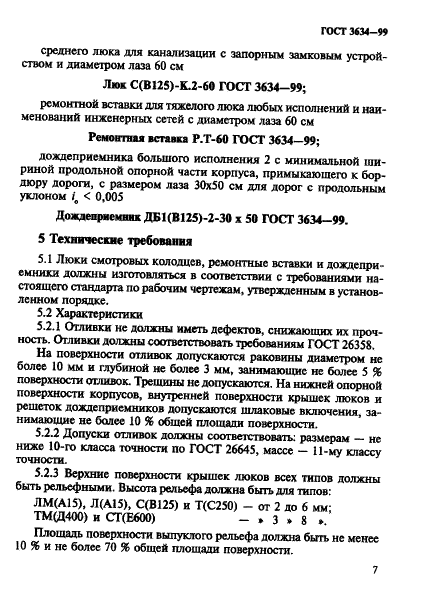 ГОСТ 3634—99
среднего люка для канализации с запорным замковым устрой-
ством и диаметром лаза 60 см
Люк С(В125)-К.2-60 ГОСТ 3634—99;
ремонтной вставки для тяжелого люка любых исполнений и наи-
менований инженерных сетей с диаметром лаза 60 см
Ремонтная вставка Р.Т-60 ГОСТ 3634—99;
дождеприемника большого исполнения 2 с минимальной ши-
риной продольной опорной части корпуса, примыкающего к бор-
дюру дороги, с размером лаза 30х50 см для дорог с продольным
уклоном i₀ < 0,005
Дождеприемник ДБ1(В125)-2-30 х 50 ГОСТ 3634—99.
5 Технические требования
5.1 Люки смотровых колодцев, ремонтные вставки и дождепри-
емники должны изготовляться в соответствии с требованиями на-
стоящего стандарта по рабочим чертежам, утвержденным в установ-
ленном порядке.
5.2 Характеристики
5.2.1 Отливки не должны иметь дефектов, снижающих их проч-
ность. Отливки должны соответствовать требованиям ГОСТ 26358.
На поверхности отливок допускаются раковины диаметром не
более 10 мм и глубиной не более 3 мм, занимающие не более 5 %
поверхности отливок. Трещины не допускаются. На нижней опорной
поверхности корпусов, внутренней поверхности крышек люков и
решеток дождеприемников допускаются шлаковые включения, за-
нимающие не более 10 % общей площади поверхности.
5.2.2 Допуски отливок должны соответствовать: размерам — не
ниже 10-го класса точности по ГОСТ 26645, массе — 11-му классу
точности.
5.2.3 Верхние поверхности крышек люков всех типов должны
быть рельефными. Высота рельефа должна быть для типов:
ЛМ(А15), Л(А15), С(В125) и Т(С250) — от 2 до 6 мм;
ТМ(Д400) и СТ(Е600) — » 3 » 8 ».
Площадь поверхности выпуклого рельефа должна быть не менее
10 % и не более 70 % общей площади поверхности.
7